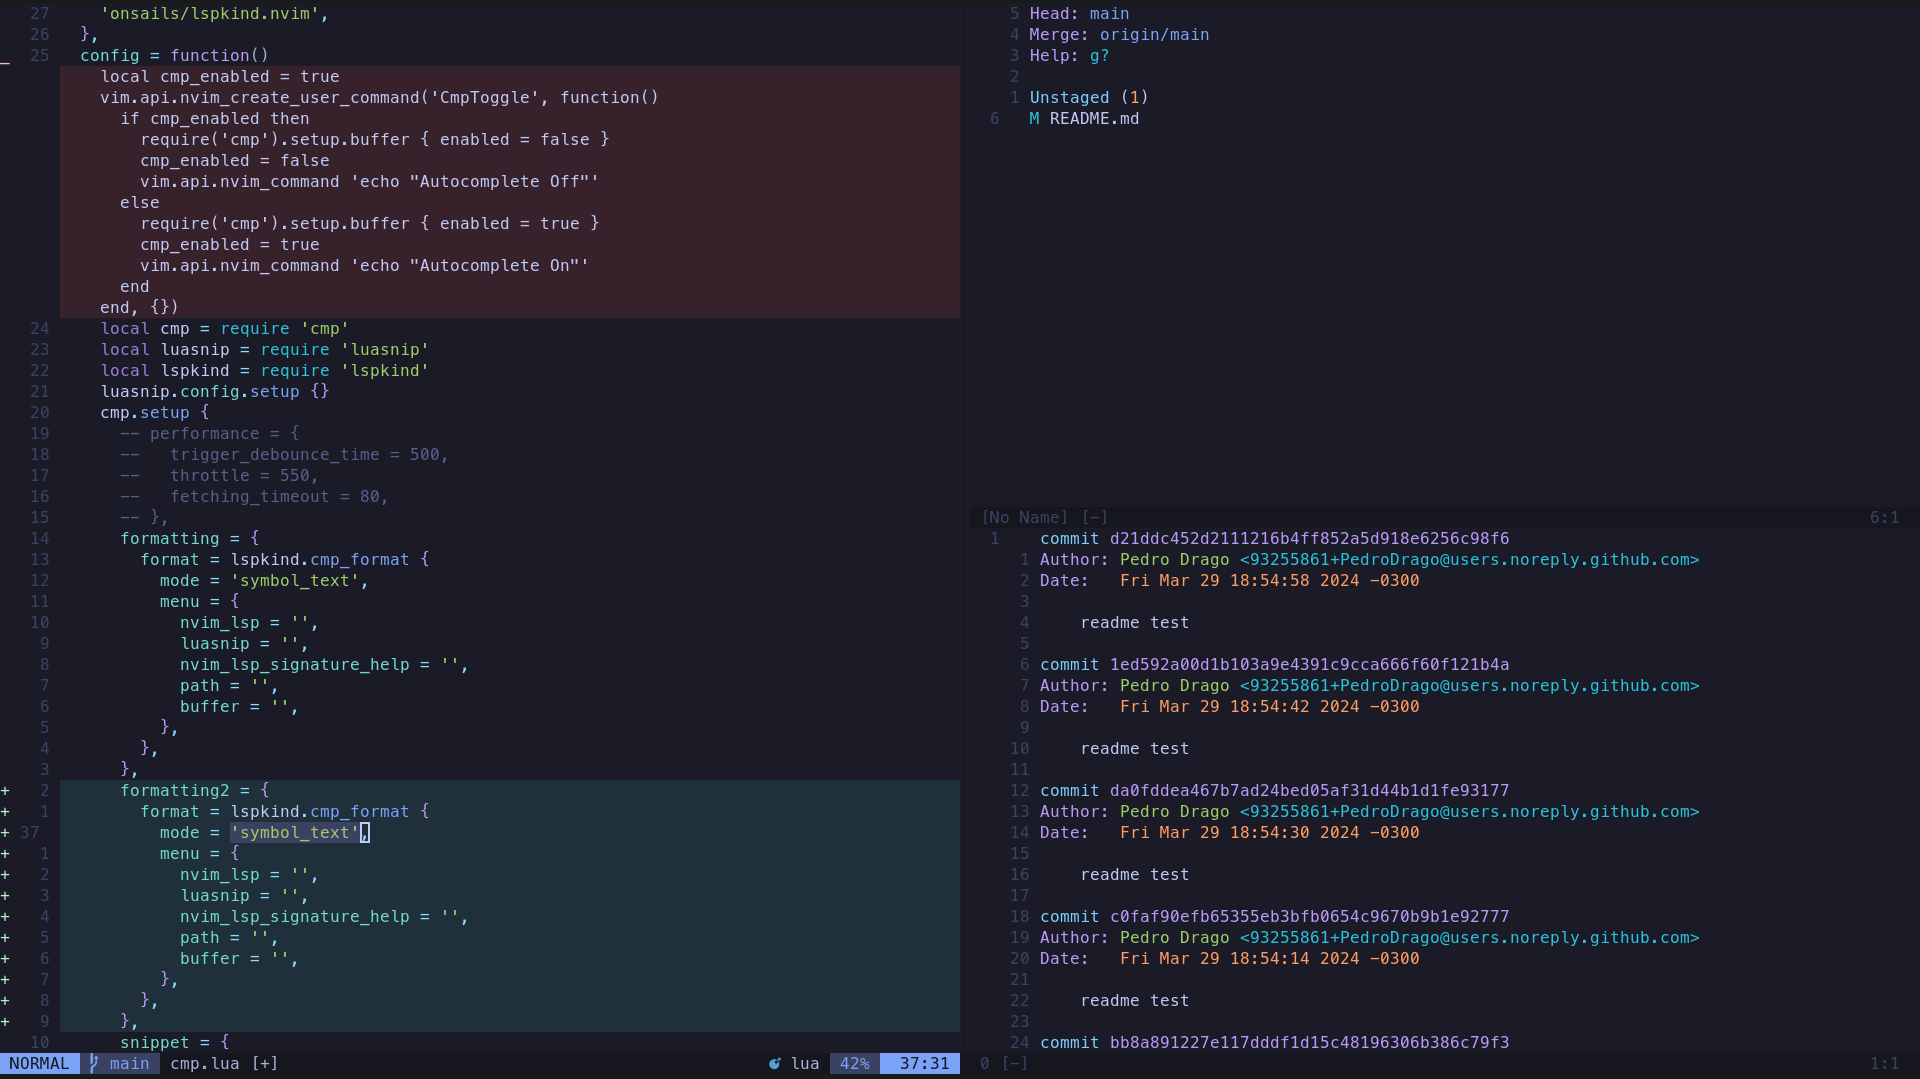 27 'onsails/lspkind.nvim',
26 },
_ 25 config = function()
local cmp_enabled = true
vim.api.nvim_create_user_command('CmpToggle', function()
if cmp_enabled then
require('cmp').setup.buffer { enabled = false }
cmp_enabled = false
vim.api.nvim_command 'echo "Autocomplete Off"'
else
require('cmp').setup.buffer { enabled = true }
cmp_enabled = true
vim.api.nvim_command 'echo "Autocomplete On"'
end
end, {})
24 local cmp = require 'cmp'
23 local luasnip = require 'luasnip'
22 local lspkind = require 'lspkind'
21 luasnip.config.setup {}
20 cmp.setup {
19 -- performance = {
18 --   trigger_debounce_time = 500,
17 --   throttle = 550,
16 --   fetching_timeout = 80,
15 -- },
14 formatting = {
13 format = lspkind.cmp_format {
12 mode = 'symbol_text',
11 menu = {
10 nvim_lsp = '',
9 luasnip = '',
8 nvim_lsp_signature_help = '',
7 path = '',
6 buffer = '',
5 },
4 },
3 },
+ 2 formatting2 = {
+ 1 format = lspkind.cmp_format {
+ 37 mode = 'symbol_text',
+ 1 menu = {
+ 2 nvim_lsp = '',
+ 3 luasnip = '',
+ 4 nvim_lsp_signature_help = '',
+ 5 path = '',
+ 6 buffer = '',
+ 7 },
+ 8 },
+ 9 },
10 snippet = {
NORMAL main cmp.lua [+] lua 42% 37:31
5 Head: main
4 Merge: origin/main
3 Help: g?
2
1 Unstaged (1)
6 M README.md
[No Name] [-] 6:1
1 commit d21ddc452d2111216b4ff852a5d918e6256c98f6
1 Author: Pedro Drago <93255861+PedroDrago@users.noreply.github.com>
2 Date:   Fri Mar 29 18:54:58 2024 -0300
3
4 readme test
5
6 commit 1ed592a00d1b103a9e4391c9cca666f60f121b4a
7 Author: Pedro Drago <93255861+PedroDrago@users.noreply.github.com>
8 Date:   Fri Mar 29 18:54:42 2024 -0300
9
10 readme test
11
12 commit da0fddea467b7ad24bed05af31d44b1d1fe93177
13 Author: Pedro Drago <93255861+PedroDrago@users.noreply.github.com>
14 Date:   Fri Mar 29 18:54:30 2024 -0300
15
16 readme test
17
18 commit c0faf90efb65355eb3bfb0654c9670b9b1e92777
19 Author: Pedro Drago <93255861+PedroDrago@users.noreply.github.com>
20 Date:   Fri Mar 29 18:54:14 2024 -0300
21
22 readme test
23
24 commit bb8a891227e117dddf1d15c48196306b386c79f3
0 [-] 1:1